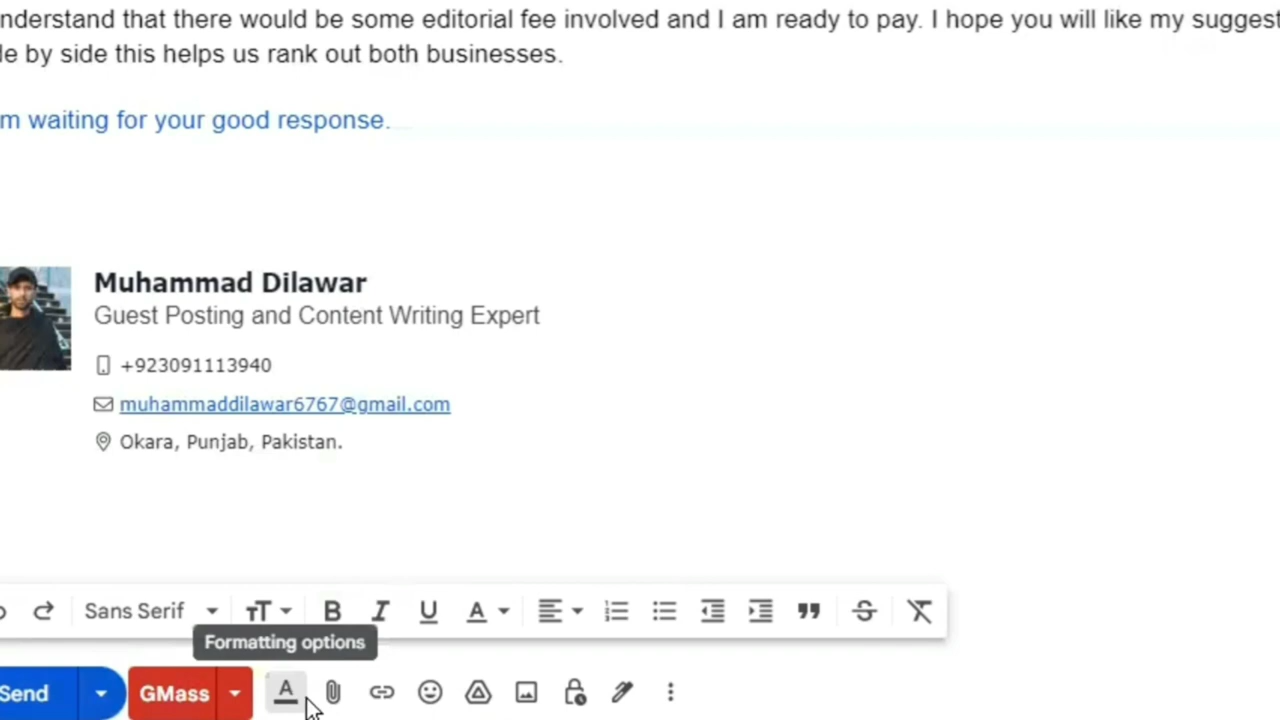 nderstand that there would be some editorial fee involved and I am ready to pay. I hope you will like my suggest
le by side this helps us rank out both businesses.
m waiting for your good response.
Muhammad Dilawar
Guest Posting and Content Writing Expert
+923091113940
muhammaddilawar6767@gmail.com
Okara, Punjab, Pakistan.
Sans Serif
Formatting options
Send GMass